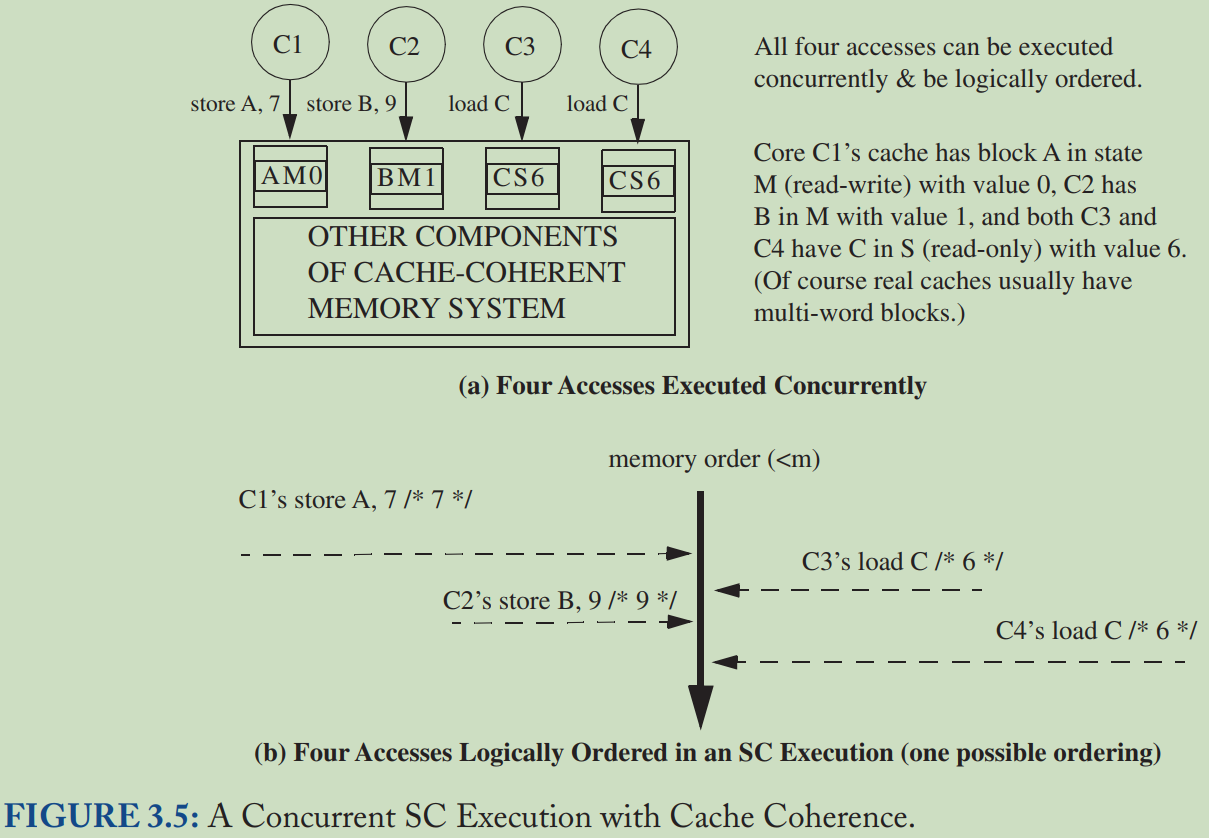 C1 C2 C3 C4
store A, 7 store B, 9 load C load C
AM0 BM1 CS6 CS6
OTHER COMPONENTS
OF CACHE-COHERENT
MEMORY SYSTEM
All four accesses can be executed
concurrently & be logically ordered.
Core C1’s cache has block A in state
M (read-write) with value 0, C2 has
B in M with value 1, and both C3 and
C4 have C in S (read-only) with value 6.
(Of course real caches usually have
multi-word blocks.)
(a) Four Accesses Executed Concurrently
memory order (<m)
C1’s store A, 7 /* 7 */
C3’s load C /* 6 */
C2’s store B, 9 /* 9 */
C4’s load C /* 6 */
(b) Four Accesses Logically Ordered in an SC Execution (one possible ordering)
FIGURE 3.5: A Concurrent SC Execution with Cache Coherence.